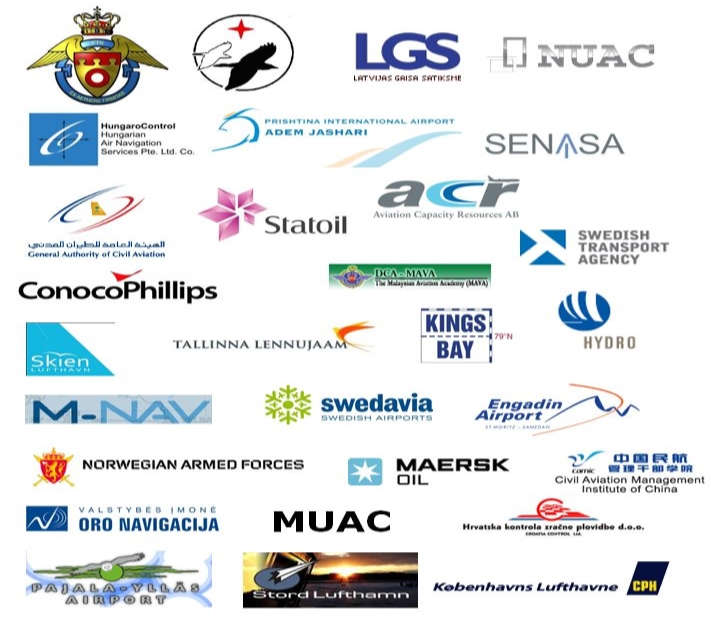 LGS
LATVIJAS GAISA SATIKSME
NUAC
HungaroControl
Hungarian
Air Navigation
Services Pte. Ltd. Co.
PRISHTINA INTERNATIONAL AIRPORT
ADEM JASHARI
SENASA
الهيئة العامة للطيران المدني
General Authority of Civil Aviation
Statoil
acr
Aviation Capacity Resources AB
SWEDISH
TRANSPORT
AGENCY
ConocoPhillips
DCA - MAVA
The Malaysian Aviation Academy (MAVA)
Skien
LUFTHAVN
TALLINNA LENNUJAAM
KINGS
BAY
79°N
HYDRO
M-NAV
swedavia
SWEDISH AIRPORTS
Engadin
Airport
ST. MORITZ – SAMEDAN
NORWEGIAN ARMED FORCES
MAERSK
OIL
camic
中国民航
管理干部学院
Civil Aviation Management
Institute of China
VALSTYBĖS ĮMONĖ
ORO NAVIGACIJA
MUAC
Hrvatska kontrola zračne plovidbe d.o.o.
CROATIA CONTROL Ltd.
PAJALA-YLLÄS
AIRPORT
Stord Lufthamn
Københavns Lufthavne
CPH